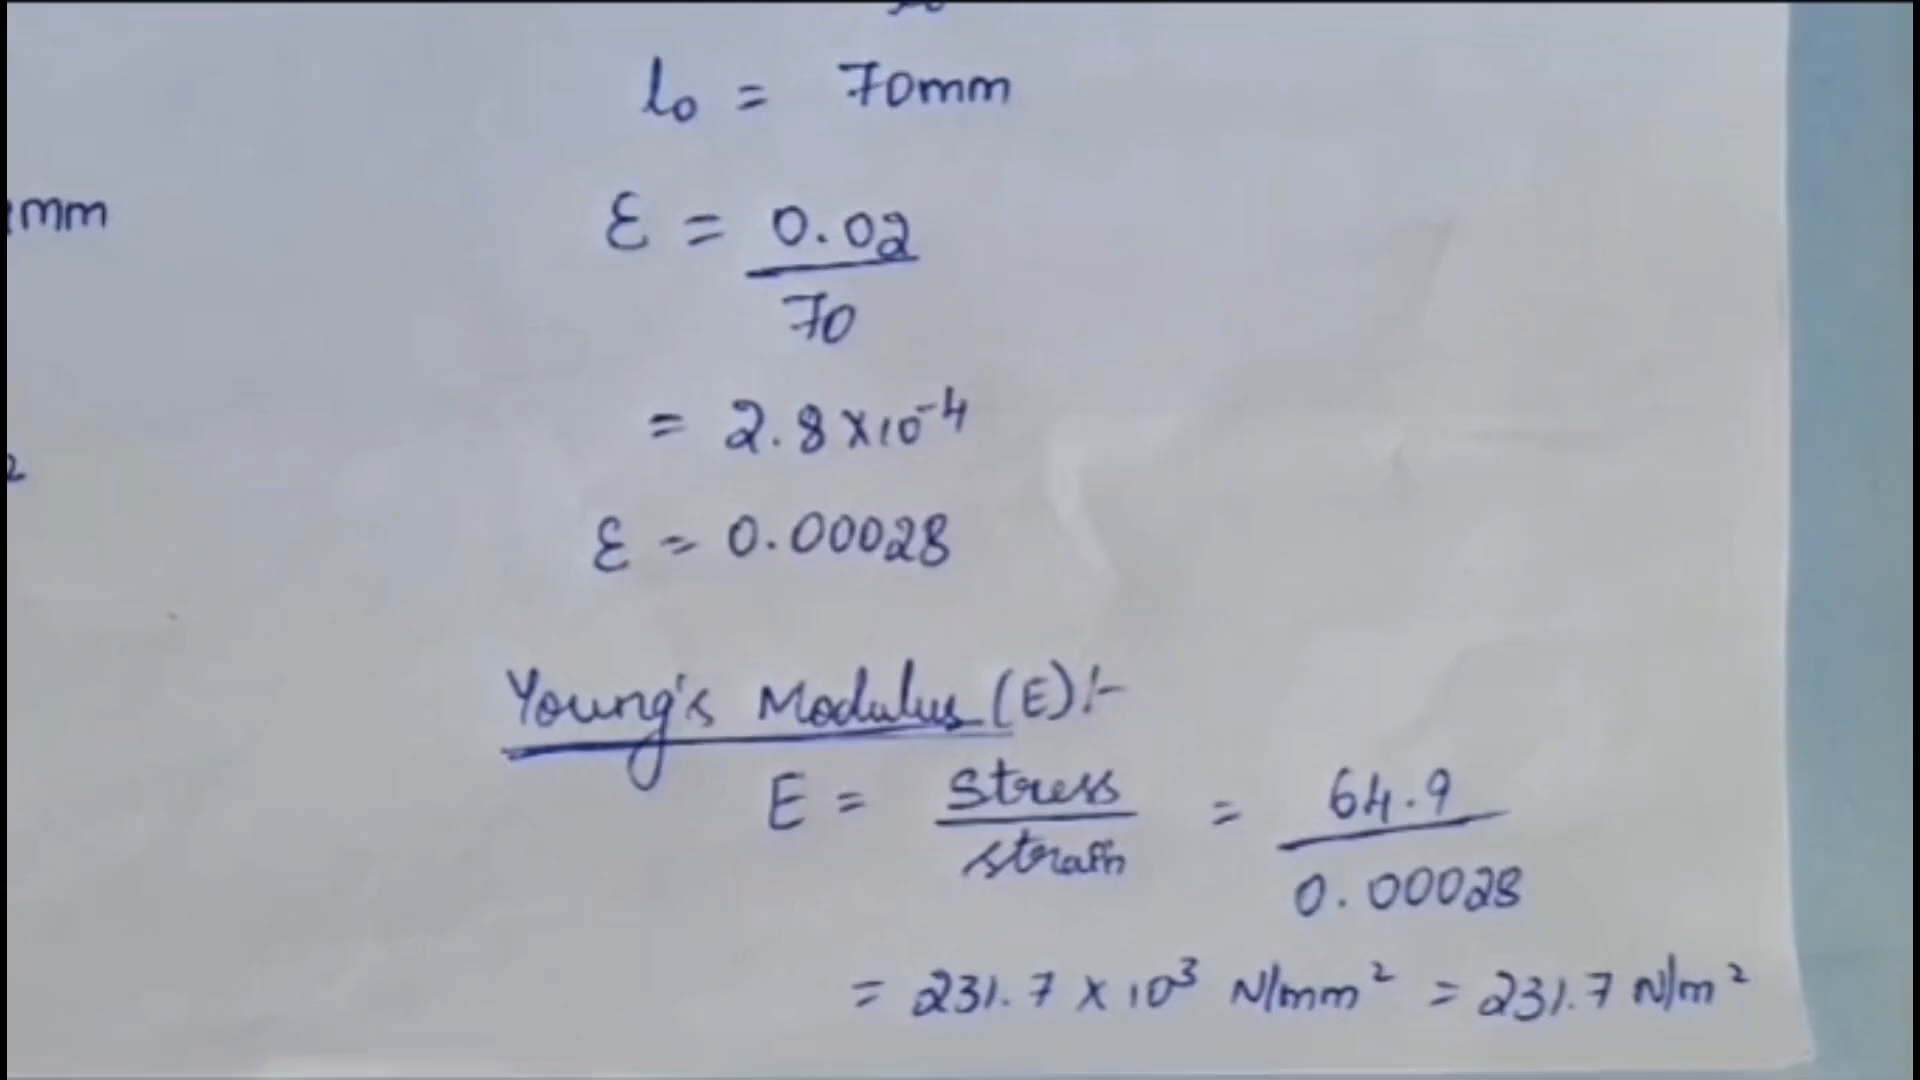 l₀ = 70mm
mm
ε = 0.02
70
= 2.8 x 10⁻⁴
2
ε = 0.00028
Young's Modulus (E):-
E = Stress = 64.9
strain 0.00028
= 231.7 x 10³ N/mm² = 231.7 N/m²